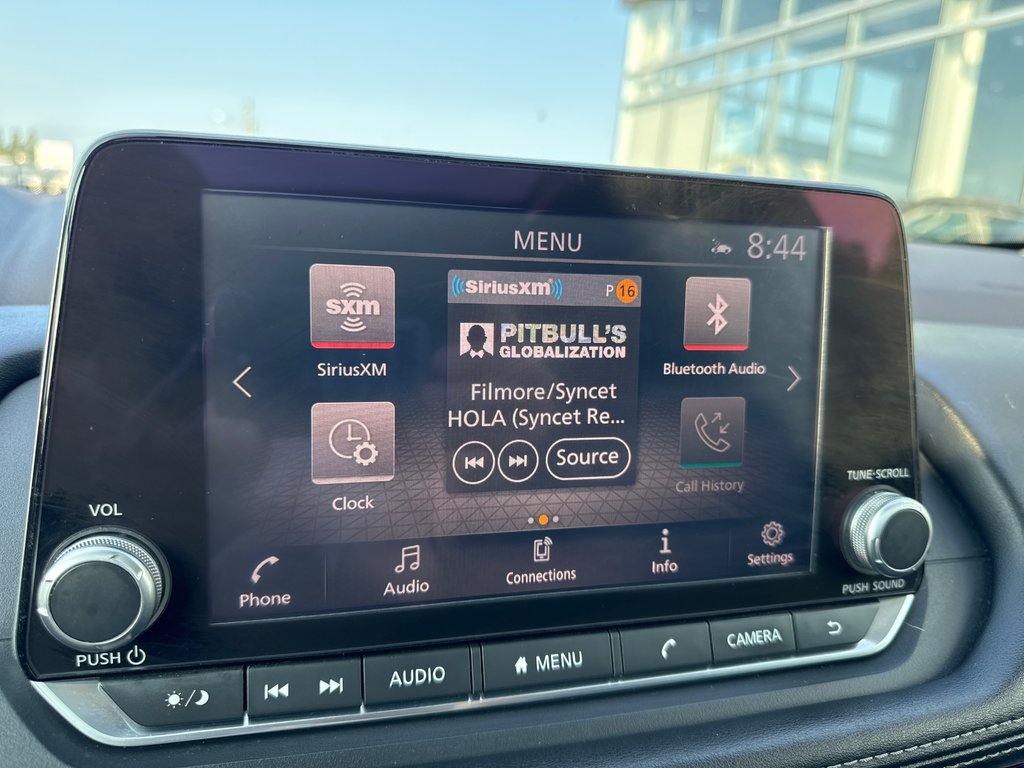 MENU
8:44
sxm
SiriusXM
SiriusXM
P 16
PITBULL'S
GLOBALIZATION
Filmore/Syncet
HOLA (Syncet Re...
Source
Bluetooth Audio
Clock
Call History
Phone
Audio
Connections
Info
Settings
VOL
PUSH
TUNE·SCROLL
PUSH SOUND
AUDIO
MENU
CAMERA